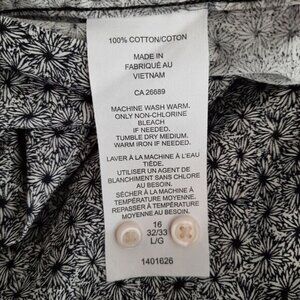 100% COTTON/COTON
MADE IN
FABRIQUÉ AU
VIETNAM
CA 26689
MACHINE WASH WARM.
ONLY NON-CHLORINE
BLEACH
IF NEEDED.
TUMBLE DRY MEDIUM.
WARM IRON IF NEEDED.
LAVER À LA MACHINE À L'EAU
TIÈDE.
UTILISER UN AGENT DE
BLANCHIMENT SANS CHLORE
AU BESOIN.
SÉCHER À LA MACHINE À
TEMPÉRATURE MOYENNE.
REPASSER À TEMPÉRATURE
MOYENNE AU BESOIN.
16
32/33
L/G
1401626